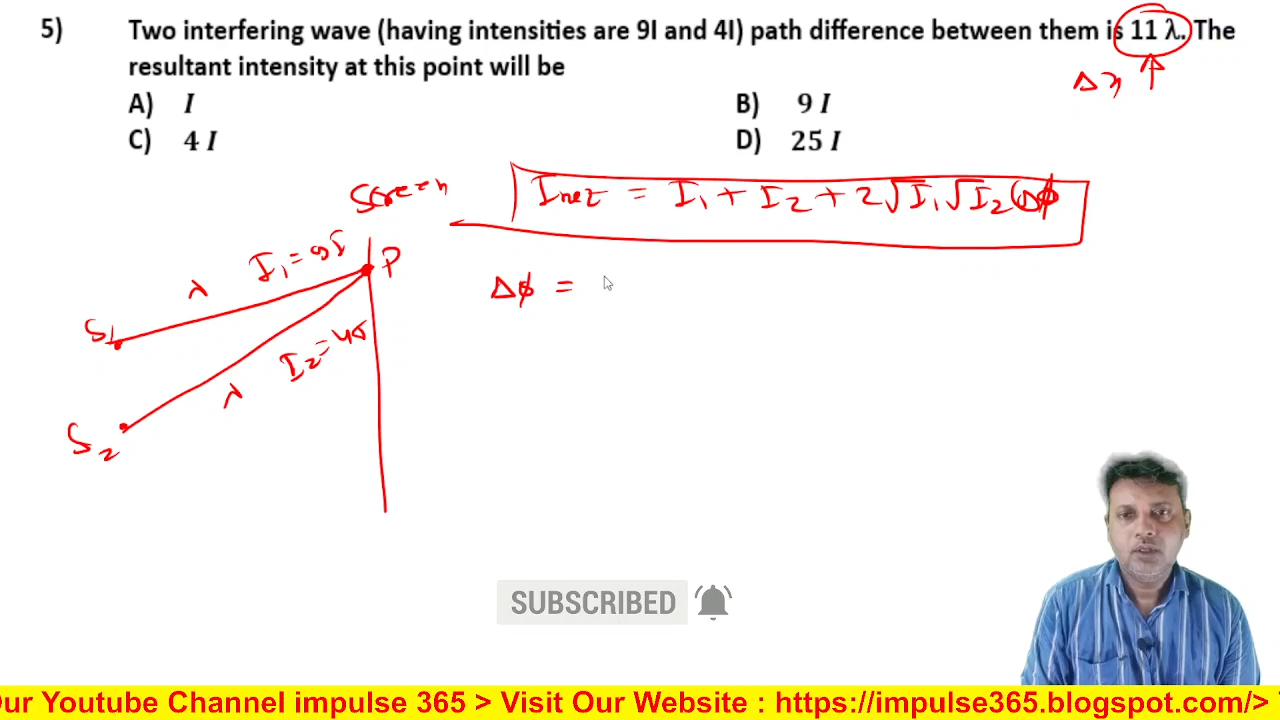 5) Two interfering wave (having intensities are 9I and 4I) path difference between them is 11 λ. The
resultant intensity at this point will be
Δx
A) I B) 9 I
C) 4 I D) 25 I
Screen
Inet = I₁ + I₂ + 2√I₁ √I₂ cosΔϕ
λ I₁ = 9I P
Δϕ =
S₁
λ I₂ = 4I
S₂
SUBSCRIBED
Our Youtube Channel impulse 365 > Visit Our Website : https://impulse365.blogspot.com/>